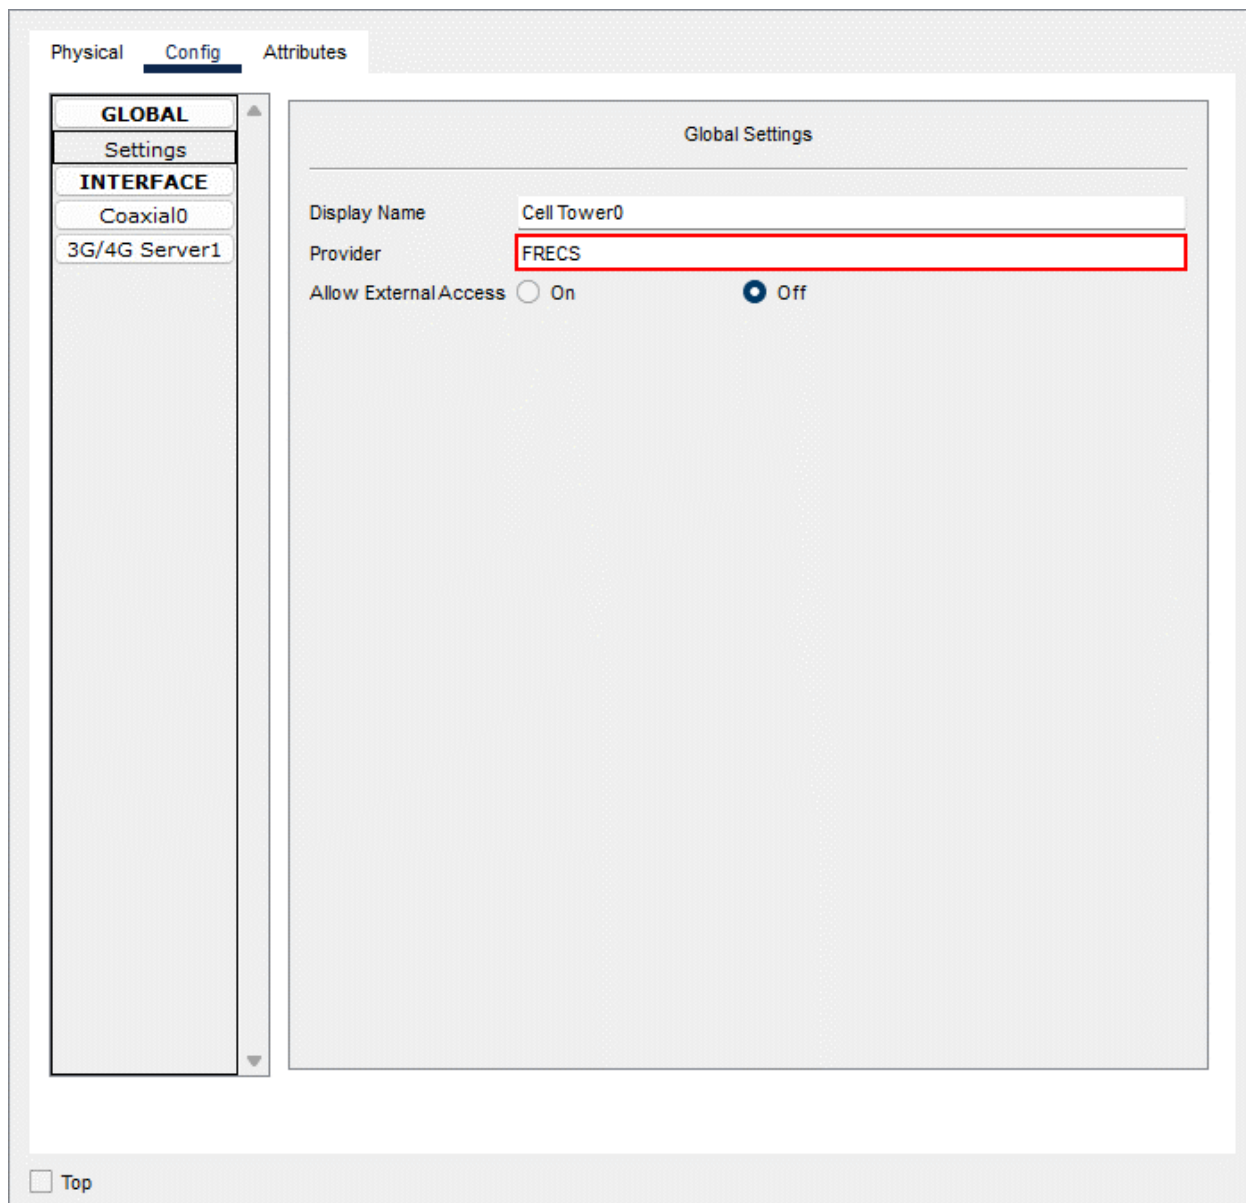 Physical Config Attributes
GLOBAL
Settings
INTERFACE
Coaxial0
3G/4G Server1
Global Settings
Display Name Cell Tower0
Provider FRECS
Allow External Access On Off
Top